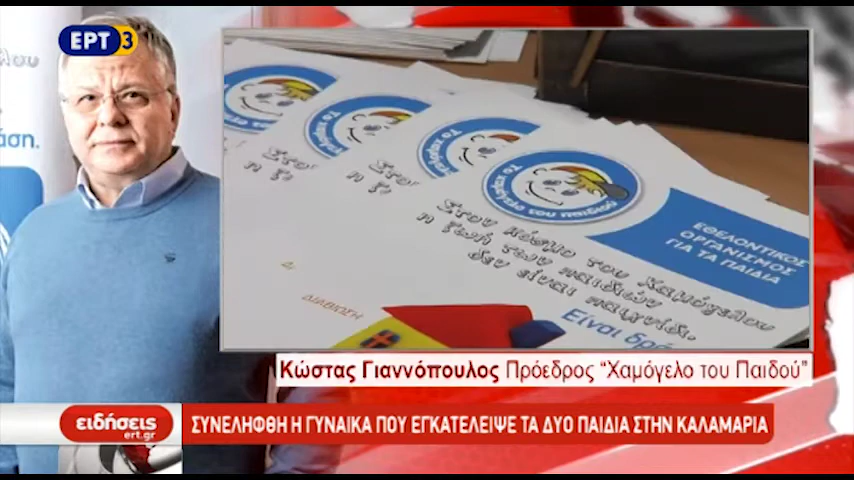 ΕΡΤ3
άση.
Το χαμόγελο του παιδιού
ΕΘΕΛΟΝΤΙΚΟΣ
ΟΡΓΑΝΙΣΜΟΣ
ΓΙΑ ΤΑ ΠΑΙΔΙΑ
Στον κόσμο του Χαμόγελου
η ζωή των παιδιών
δεν είναι παιχνίδι.
ΔΙΑΘΙΩΣΗ
Είναι
Κώστας Γιαννόπουλος Πρόεδρος “Χαμόγελο του Παιδού”
ειδήσεις
ert.gr
ΣΥΝΕΛΗΦΘΗ Η ΓΥΝΑΙΚΑ ΠΟΥ ΕΓΚΑΤΕΛΕΙΨΕ ΤΑ ΔΥΟ ΠΑΙΔΙΑ ΣΤΗΝ ΚΑΛΑΜΑΡΙΑ